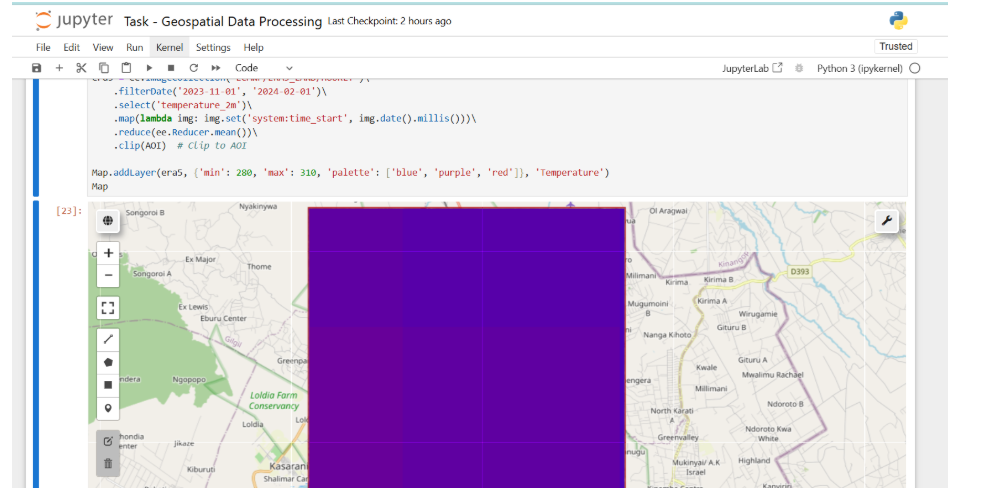 jupyter Task - Geospatial Data Processing Last Checkpoint: 2 hours ago
File Edit View Run Kernel Settings Help
Trusted
Code
JupyterLab
Python 3 (ipykernel)
.filterDate('2023-11-01', '2024-02-01')\
.select('temperature_2m')\
.map(lambda img: img.set('system:time_start', img.date().millis()))\
.reduce(ee.Reducer.mean())\
.clip(AOI)  # Clip to AOI
Map.addLayer(era5, {'min': 280, 'max': 310, 'palette': ['blue', 'purple', 'red']}, 'Temperature')
Map
[23]:
Songoroi B
Nyakinywa
Ol Aragwai
+
Ex Major
Thome
Songoroi A
−
Kinangop
D393
Milimani
Kirima
Kirima B
Ex Lewis
Eburu Center
Mugumoini
B
Kirima A
Wirugamie
Gituru B
Nanga Kihoto
Gilgil
Greenpa
Gituru A
Kwale
Mwalimu Rachael
ndera
Ngopopo
engera
Millimani
Loldia Farm
Conservancy
Ndoroto B
North Karati
A
Loldia
Lol
Greenvalley
Ndoroto Kwa
White
hondia
enter
Jikaze
nugu
Kasarani
Kiburuti
Shalimar
Mukinyai/ A.K
Israel
Highland